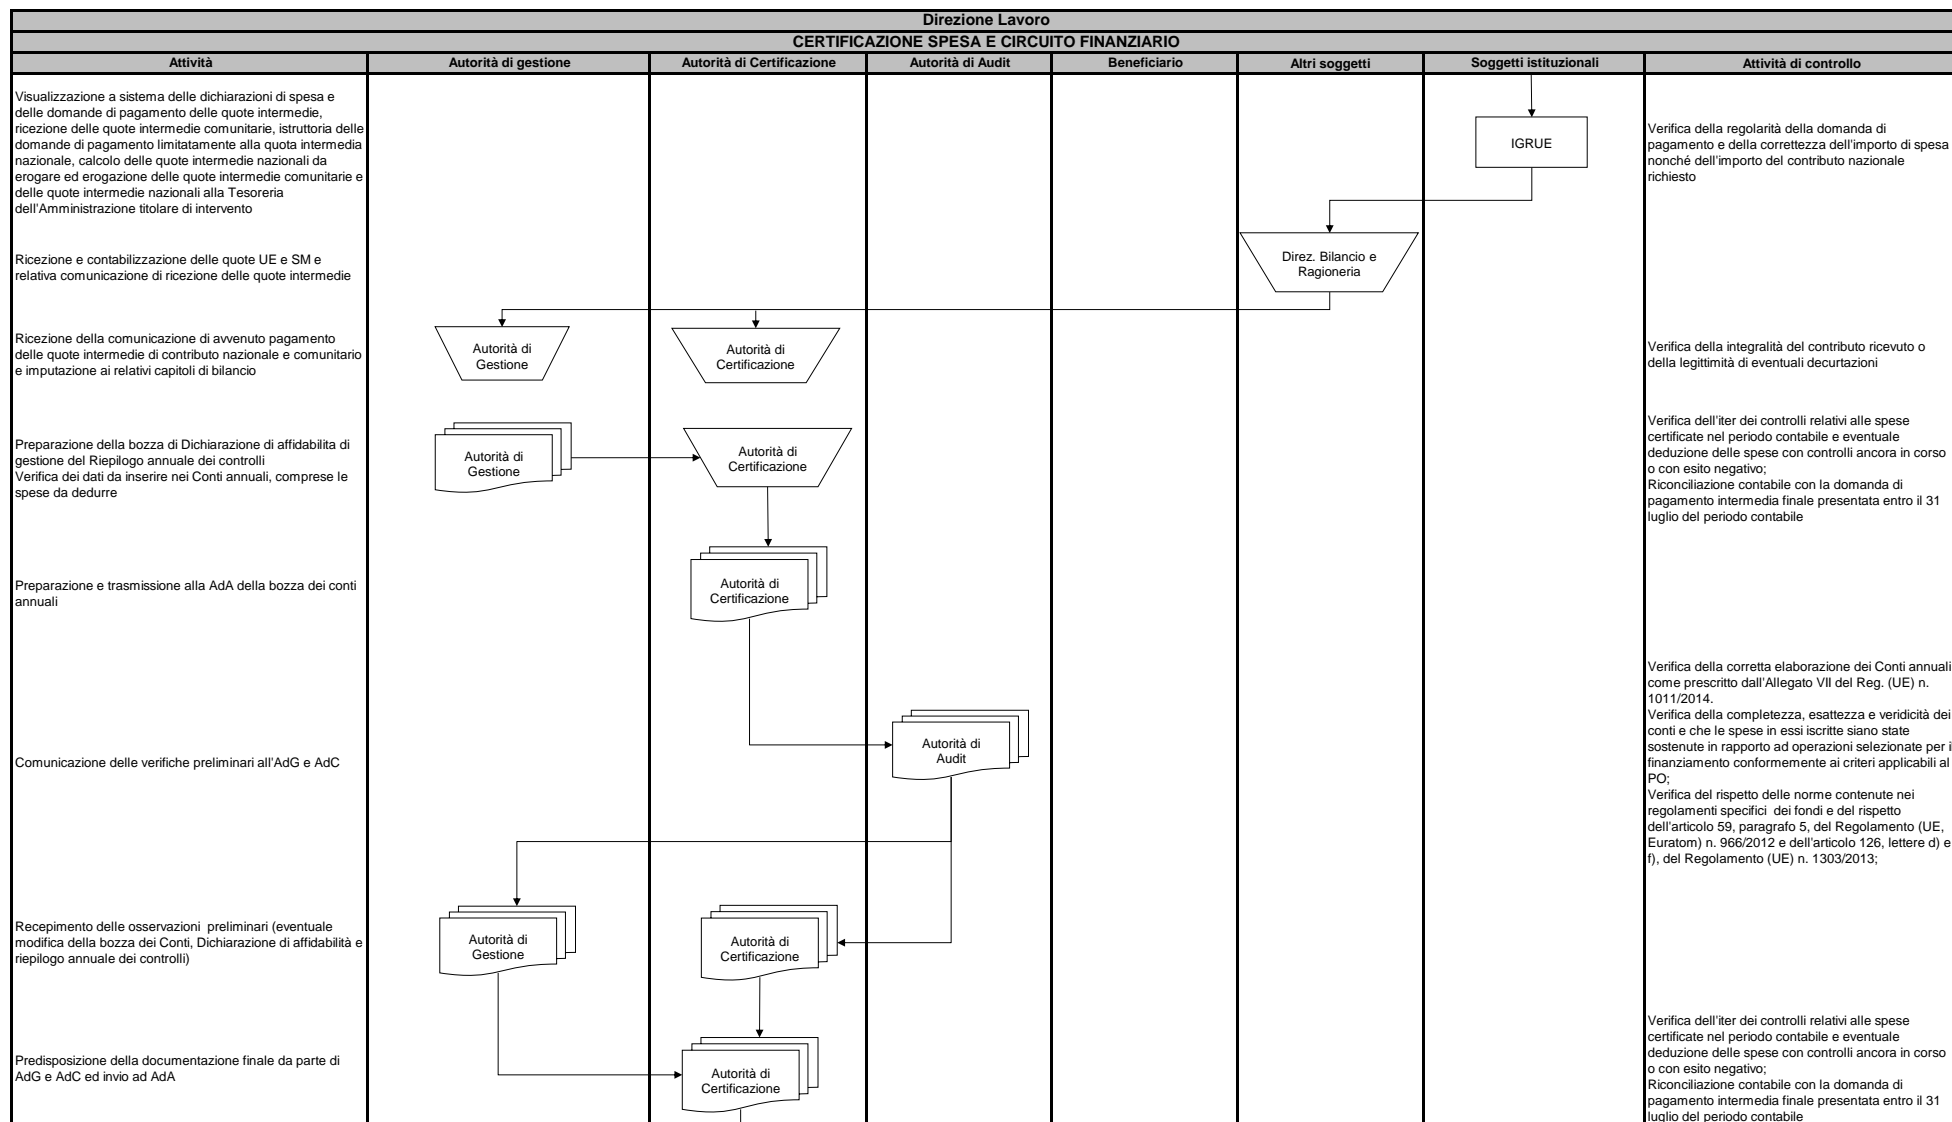 Direzione Lavoro
CERTIFICAZIONE SPESA E CIRCUITO FINANZIARIO
Attività
Autorità di gestione
Autorità di Certificazione
Autorità di Audit
Beneficiario
Altri soggetti
Soggetti istituzionali
Attività di controllo
Visualizzazione a sistema delle dichiarazioni di spesa e
delle domande di pagamento delle quote intermedie,
ricezione delle quote intermedie comunitarie, istruttoria delle
domande di pagamento limitatamente alla quota intermedia
nazionale, calcolo delle quote intermedie nazionali da
erogare ed erogazione delle quote intermedie comunitarie e
delle quote intermedie nazionali alla Tesoreria
dell'Amministrazione titolare di intervento
IGRUE
Verifica della regolarità della domanda di
pagamento e della correttezza dell'importo di spesa
nonché dell'importo del contributo nazionale
richiesto
Ricezione e contabilizzazione delle quote UE e SM e
relativa comunicazione di ricezione delle quote intermedie
Direz. Bilancio e
Ragioneria
Ricezione della comunicazione di avvenuto pagamento
delle quote intermedie di contributo nazionale e comunitario
e imputazione ai relativi capitoli di bilancio
Autorità di
Gestione
Autorità di
Certificazione
Verifica della integralità del contributo ricevuto o
della legittimità di eventuali decurtazioni
Preparazione della bozza di Dichiarazione di affidabilita di
gestione del Riepilogo annuale dei controlli
Verifica dei dati da inserire nei Conti annuali, comprese le
spese da dedurre
Autorità di
Gestione
Autorità di
Certificazione
Verifica dell'iter dei controlli relativi alle spese
certificate nel periodo contabile e eventuale
deduzione delle spese con controlli ancora in corso
o con esito negativo;
Riconciliazione contabile con la domanda di
pagamento intermedia finale presentata entro il 31
luglio del periodo contabile
Preparazione e trasmissione alla AdA della bozza dei conti
annuali
Autorità di
Certificazione
Comunicazione delle verifiche preliminari all'AdG e AdC
Autorità di
Audit
Verifica della corretta elaborazione dei Conti annuali
come prescritto dall'Allegato VII del Reg. (UE) n.
1011/2014.
Verifica della completezza, esattezza e veridicità dei
conti e che le spese in essi iscritte siano state
sostenute in rapporto ad operazioni selezionate per i
finanziamento conformemente ai criteri applicabili al
PO;
Verifica del rispetto delle norme contenute nei
regolamenti specifici dei fondi e del rispetto
dell'articolo 59, paragrafo 5, del Regolamento (UE,
Euratom) n. 966/2012 e dell'articolo 126, lettere d) e
f), del Regolamento (UE) n. 1303/2013;
Recepimento delle osservazioni preliminari (eventuale
modifica della bozza dei Conti, Dichiarazione di affidabilità e
riepilogo annuale dei controlli)
Autorità di
Gestione
Autorità di
Certificazione
Predisposizione della documentazione finale da parte di
AdG e AdC ed invio ad AdA
Autorità di
Certificazione
Verifica dell'iter dei controlli relativi alle spese
certificate nel periodo contabile e eventuale
deduzione delle spese con controlli ancora in corso
o con esito negativo;
Riconciliazione contabile con la domanda di
pagamento intermedia finale presentata entro il 31
luglio del periodo contabile